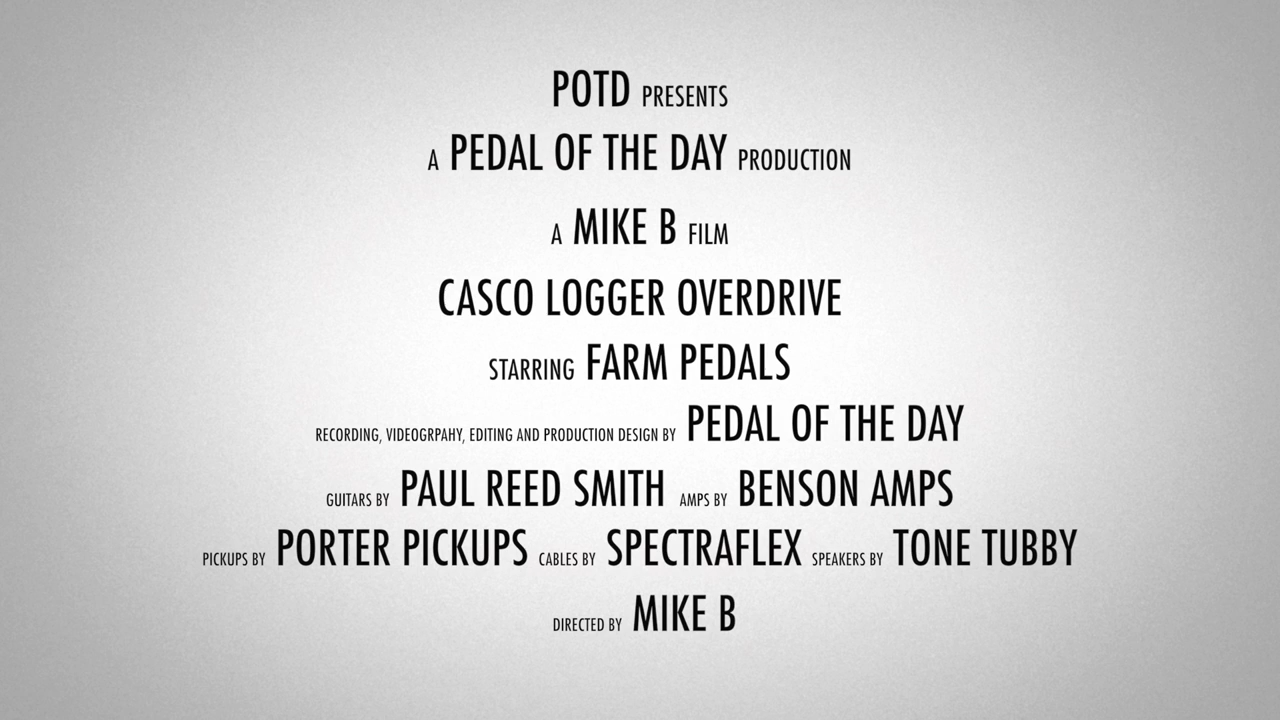 POTD PRESENTS
A PEDAL OF THE DAY PRODUCTION
A MIKE B FILM
CASCO LOGGER OVERDRIVE
STARRING FARM PEDALS
RECORDING, VIDEOGRPAHY, EDITING AND PRODUCTION DESIGN BY PEDAL OF THE DAY
GUITARS BY PAUL REED SMITH AMPS BY BENSON AMPS
PICKUPS BY PORTER PICKUPS CABLES BY SPECTRAFLEX SPEAKERS BY TONE TUBBY
DIRECTED BY MIKE B